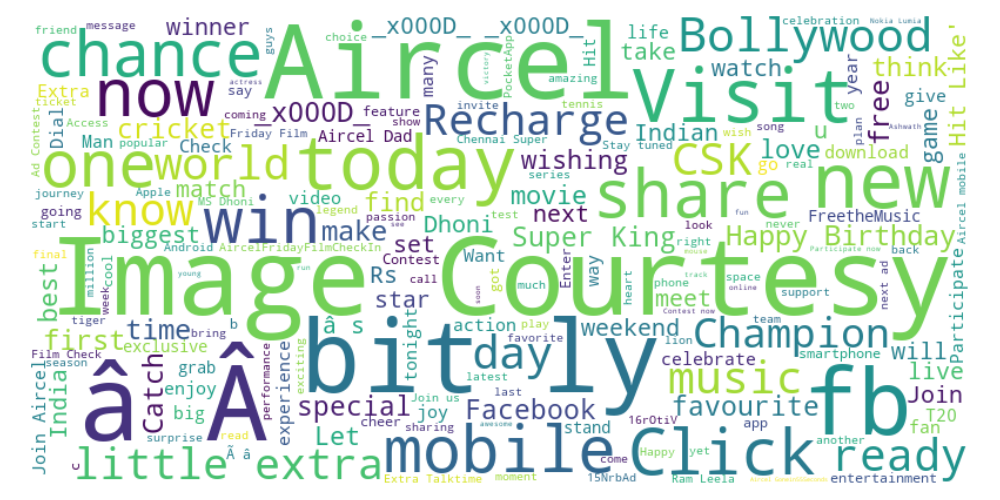 friend
message
winner
_x000D_ _x000D_
life
celebration
Nokia Lumia
chance
Aircel
Bollywood
guys
choice
Hit
take
Visit
watch
year
think
Hit Like'
now
say
actress
many
victory
PocketApp
amazing
Extra
ticket
Access
_x000D_
feature
coming
show
invite
tennis
Recharge
Indian
two
free
give
game
Ad Contest
popular
Dial
Man
cricket
Check
Friday Film
Aircel Dad
Chennai Super
Stay tuned
wish
song
plan
u
love
download
Ashwath
mobile
one
world
today
wishing
CSK
go
real
share
new
journey
Apple
match
MS Dhoni
video
find
series
movie
start
going
know
win
make
legend
every
passion
see
Dhoni
test
next
look
fun
never
FreetheMusic
biggest
Android
AircelFridayFilmCheckIn
set
Contest
Super King
right
mouse
Happy Birthday
Participate now
back
Aircel mobile
final
million
cool
week
young
run
Rs
call
Want
got
much
Enter
way
phone
track
space
online
meet
support
next ad
Participate
Image Courtesy
best
tiger
bring
b
star
soon
heart
Contest now
team
first
time
exclusive
â s
tonight
action
play
weekend
lion
Champion
smartphone
will
live
Film Check
season
India
Catch
grab
enjoy
performance
experience
exciting
bit ly
day
favorite
latest
celebrate
music
fb
Join
â Â
big
surprise
special
joy
Join us
last
Facebook
favourite
16rOtiV
app
another
T20
fan
Join Aircel
c
read
Ã â
Let
cheer
sharing
awesome
stand
come
Happy
yet
little extra
Extra Talktime
mobile
moment
15NrbAd
Click
Ram Leela
ready
entertainment